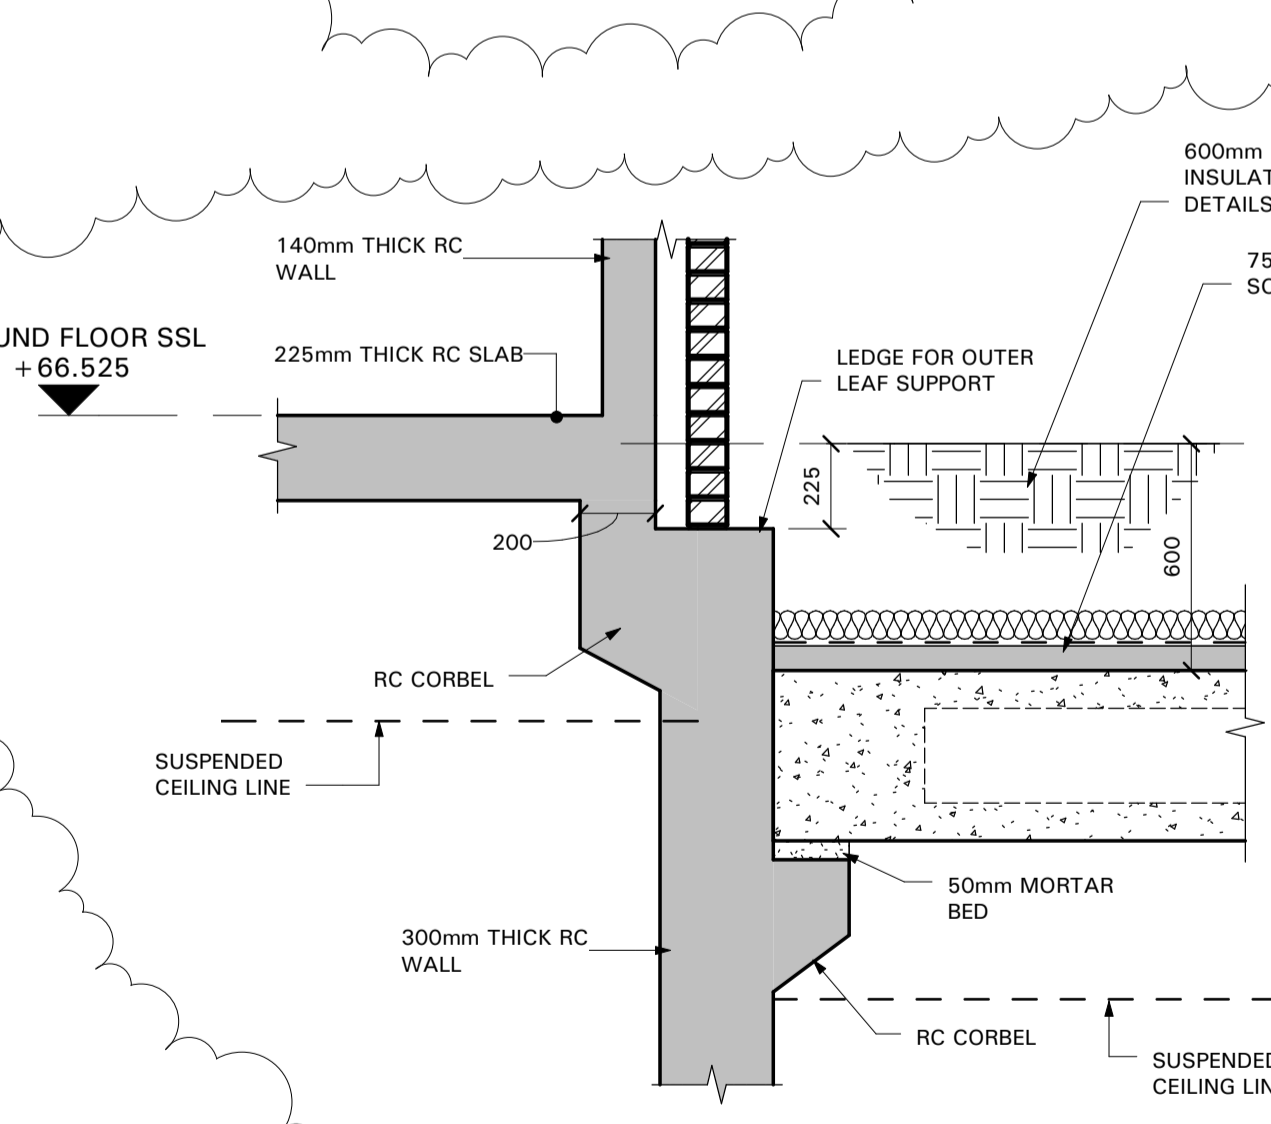 600mm
INSULAT
DETAILS
140mm THICK RC
WALL
75
SC
UND FLOOR SSL
+66.525
225mm THICK RC SLAB
LEDGE FOR OUTER
LEAF SUPPORT
225
200
600
RC CORBEL
SUSPENDED
CEILING LINE
50mm MORTAR
BED
300mm THICK RC
WALL
RC CORBEL
SUSPENDED
CEILING LIN